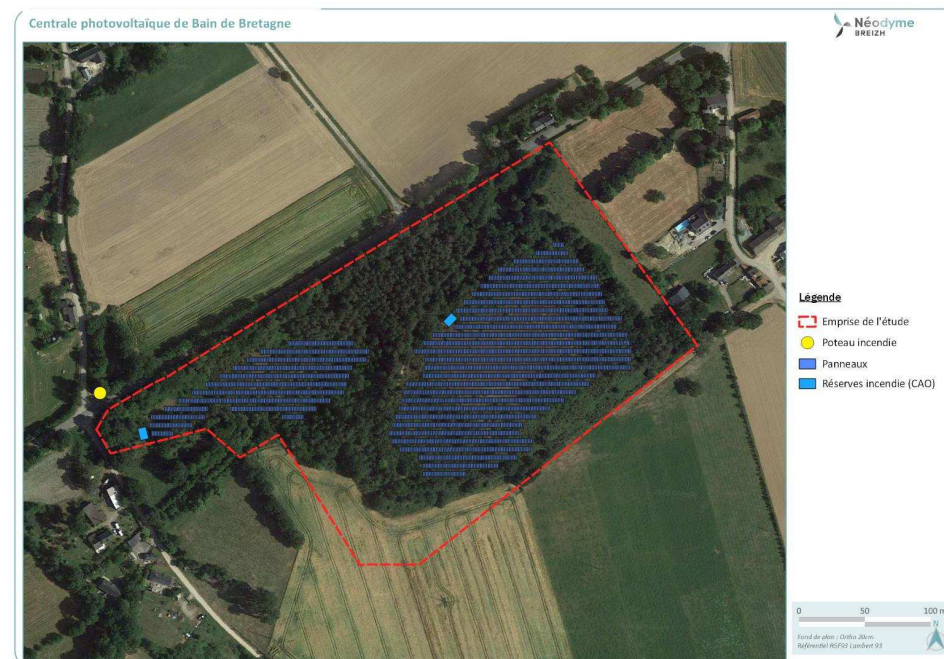 Centrale photovoltaïque de Bain de Bretagne
Néodyme
BREIZH
Légende
Emprise de l'étude
Poteau incendie
Panneaux
Réserves incendie (CAO)
0 50 100 m
N
Fond de plan : Ortho 20cm.
Référentiel RGF93 Lambert 93